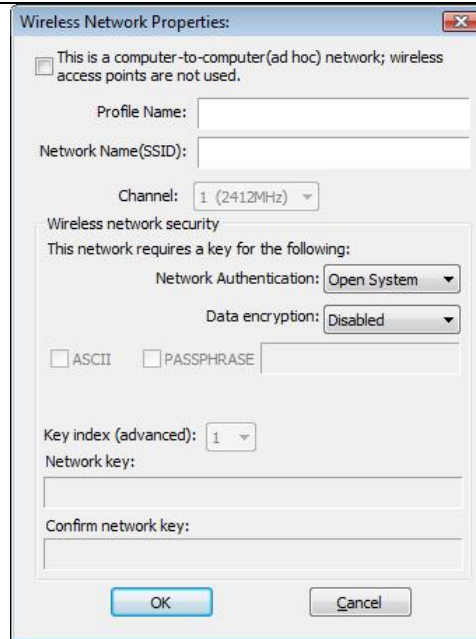 Wireless Network Properties:
This is a computer-to-computer(ad hoc) network; wireless
access points are not used.
Profile Name:
Network Name(SSID):
Channel: 1 (2412MHz)
Wireless network security
This network requires a key for the following:
Network Authentication: Open System
Data encryption: Disabled
ASCII PASSPHRASE
Key index (advanced): 1
Network key:
Confirm network key:
OK Cancel